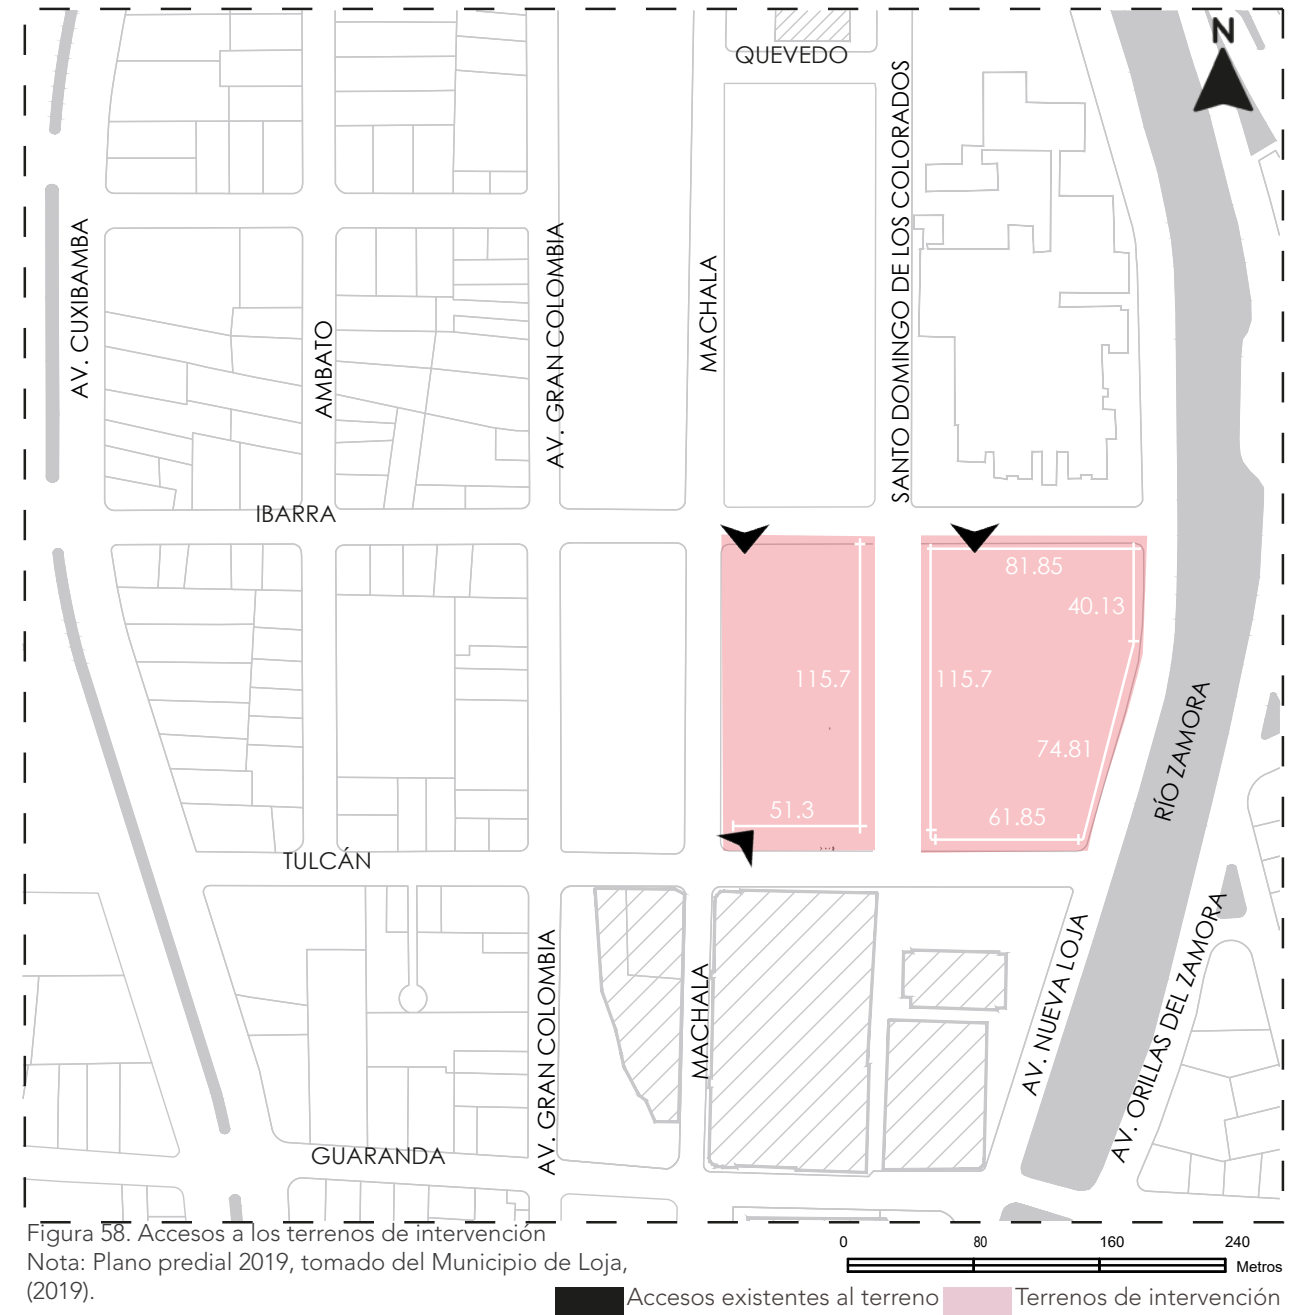 N
QUEVEDO
SANTO DOMINGO DE LOS COLORADOS
AV. CUXIBAMBA
AMBATO
AV. GRAN COLOMBIA
MACHALA
IBARRA
81.85
40.13
115.7
115.7
74.81
51.3
61.85
RÍO ZAMORA
TULCÁN
AV. GRAN COLOMBIA
MACHALA
AV. NUEVA LOJA
AV. ORILLAS DEL ZAMORA
GUARANDA
Figura 58. Accesos a los terrenos de intervención
Nota: Plano predial 2019, tomado del Municipio de Loja,
(2019).
0 80 160 240
Metros
Accesos existentes al terreno
Terrenos de intervención